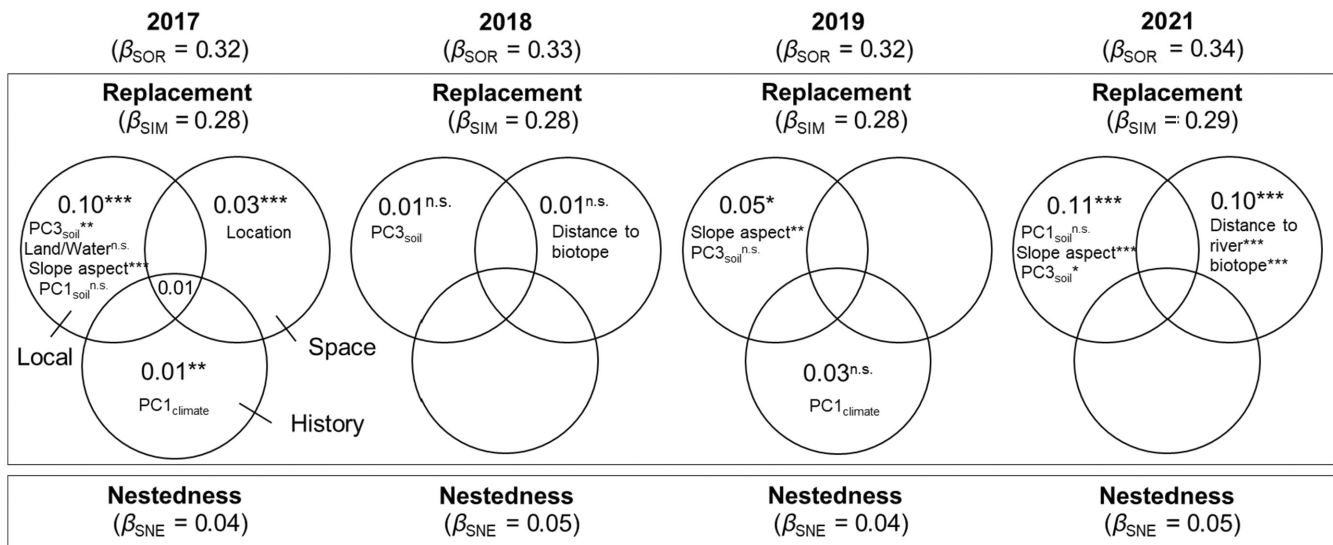 2017
(βSOR = 0.32)
2018
(βSOR = 0.33)
2019
(βSOR = 0.32)
2021
(βSOR = 0.34)
Replacement
(βSIM = 0.28)
Replacement
(βSIM = 0.28)
Replacement
(βSIM = 0.28)
Replacement
(βSIM = 0.29)
0.10***
PC3soil**
Land/Watern.s.
Slope aspect***
PC1soiln.s.
0.03***
Location
0.01
Local
Space
0.01**
PC1climate
History
0.01n.s.
PC3soil
0.01n.s.
Distance to
biotope
0.05*
Slope aspect**
PC3soiln.s.
0.03n.s.
PC1climate
0.11***
PC1soiln.s.
Slope aspect***
PC3soil*
0.10***
Distance to
river***
biotope***
Nestedness
(βSNE = 0.04)
Nestedness
(βSNE = 0.05)
Nestedness
(βSNE = 0.04)
Nestedness
(βSNE = 0.05)